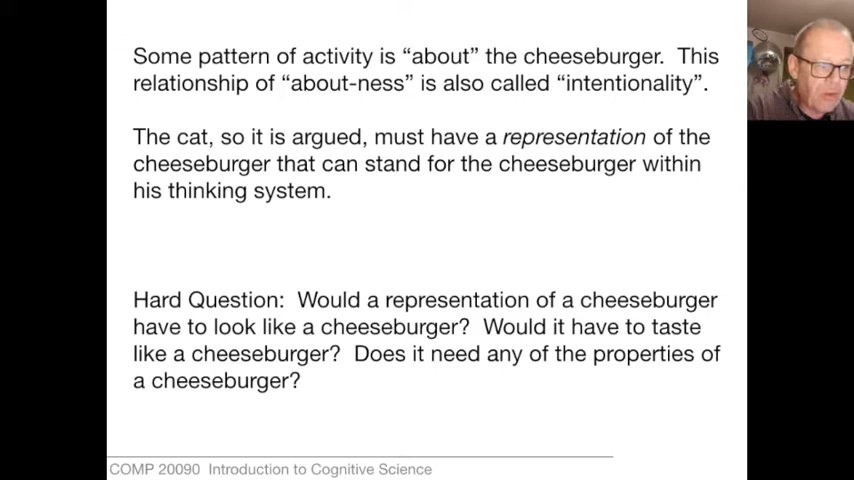 Some pattern of activity is “about” the cheeseburger.  This
relationship of “about-ness” is also called “intentionality”.
The cat, so it is argued, must have a representation of the
cheeseburger that can stand for the cheeseburger within
his thinking system.
Hard Question:  Would a representation of a cheeseburger
have to look like a cheeseburger?  Would it have to taste
like a cheeseburger?  Does it need any of the properties of
a cheeseburger?
COMP 20090  Introduction to Cognitive Science